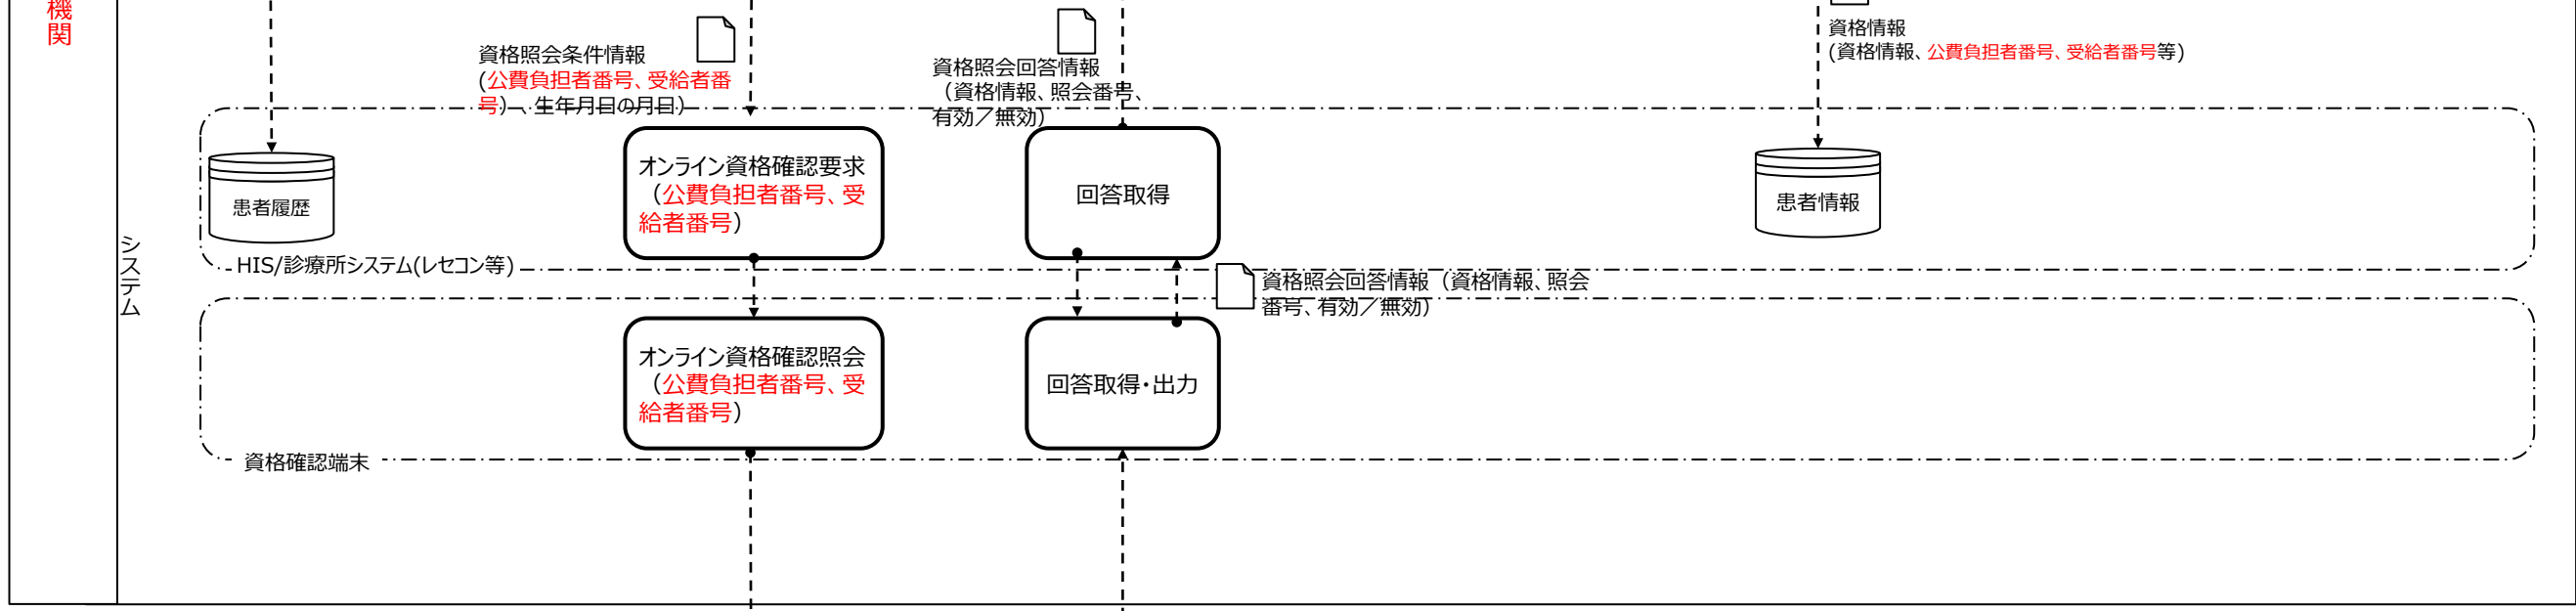 機
関
資格照会条件情報
(公費負担者番号、受給者番
号)、生年月日の月日）
資格照会回答情報
（資格情報、照会番号、
有効／無効）
資格情報
(資格情報、公費負担者番号、受給者番号等)
オンライン資格確認要求
（公費負担者番号、受
給者番号）
回答取得
患者履歴
患者情報
システム
HIS/診療所システム(レセコン等)
資格照会回答情報（資格情報、照会
番号、有効／無効）
オンライン資格確認照会
（公費負担者番号、受
給者番号）
回答取得・出力
資格確認端末